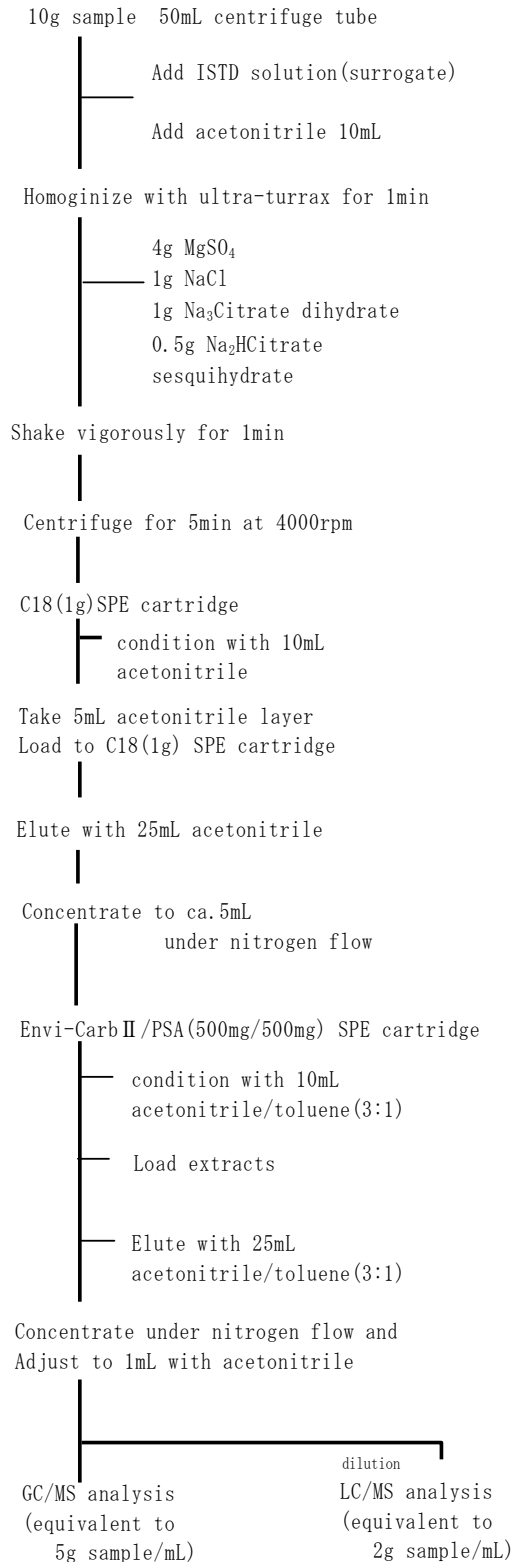 10g sample 50mL centrifuge tube
Add ISTD solution(surrogate)
Add acetonitrile 10mL
Homoginize with ultra-turrax for 1min
4g MgSO₄
1g NaCl
1g Na₃Citrate dihydrate
0.5g Na₂HCitrate
sesquihydrate
Shake vigorously for 1min
Centrifuge for 5min at 4000rpm
C18(1g)SPE cartridge
condition with 10mL
acetonitrile
Take 5mL acetonitrile layer
Load to C18(1g) SPE cartridge
Elute with 25mL acetonitrile
Concentrate to ca.5mL
under nitrogen flow
Envi-CarbⅡ/PSA(500mg/500mg) SPE cartridge
condition with 10mL
acetonitrile/toluene(3:1)
Load extracts
Elute with 25mL
acetonitrile/toluene(3:1)
Concentrate under nitrogen flow and
Adjust to 1mL with acetonitrile
dilution
GC/MS analysis
(equivalent to
5g sample/mL)
LC/MS analysis
(equivalent to
2g sample/mL)